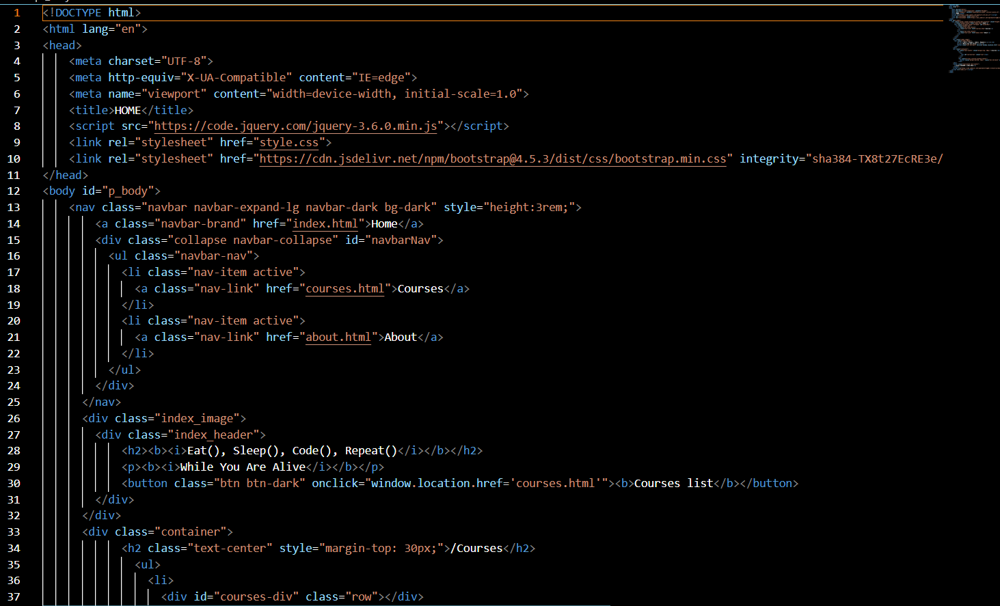 1 <!DOCTYPE html>
2 <html lang="en">
3 <head>
4 <meta charset="UTF-8">
5 <meta http-equiv="X-UA-Compatible" content="IE=edge">
6 <meta name="viewport" content="width=device-width, initial-scale=1.0">
7 <title>HOME</title>
8 <script src="https://code.jquery.com/jquery-3.6.0.min.js"></script>
9 <link rel="stylesheet" href="style.css">
10 <link rel="stylesheet" href="https://cdn.jsdelivr.net/npm/bootstrap@4.5.3/dist/css/bootstrap.min.css" integrity="sha384-TX8t27EcRE3e/
11 </head>
12 <body id="p_body">
13 <nav class="navbar navbar-expand-lg navbar-dark bg-dark" style="height:3rem;">
14 <a class="navbar-brand" href="index.html">Home</a>
15 <div class="collapse navbar-collapse" id="navbarNav">
16 <ul class="navbar-nav">
17 <li class="nav-item active">
18 <a class="nav-link" href="courses.html">Courses</a>
19 </li>
20 <li class="nav-item active">
21 <a class="nav-link" href="about.html">About</a>
22 </li>
23 </ul>
24 </div>
25 </nav>
26 <div class="index_image">
27 <div class="index_header">
28 <h2><b><i>Eat(), Sleep(), Code(), Repeat()</i></b></h2>
29 <p><b><i>While You Are Alive</i></b></p>
30 <button class="btn btn-dark" onclick="window.location.href='courses.html'"><b>Courses list</b></button>
31 </div>
32 </div>
33 <div class="container">
34 <h2 class="text-center" style="margin-top: 30px;">/Courses</h2>
35 <ul>
36 <li>
37 <div id="courses-div" class="row"></div>